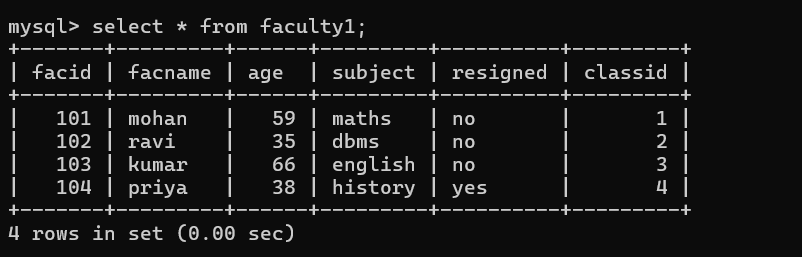 mysql> select * from faculty1;
+-------+---------+------+---------+----------+---------+
| facid | facname | age  | subject | resigned | classid |
+-------+---------+------+---------+----------+---------+
|   101 | mohan   |   59 | maths   | no       |       1 |
|   102 | ravi    |   35 | dbms    | no       |       2 |
|   103 | kumar   |   66 | english | no       |       3 |
|   104 | priya   |   38 | history | yes      |       4 |
+-------+---------+------+---------+----------+---------+
4 rows in set (0.00 sec)